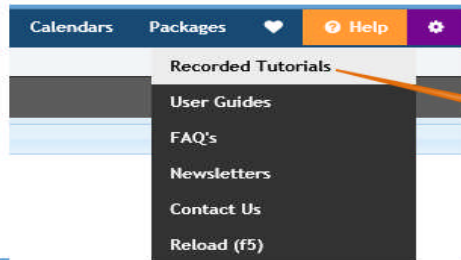 Calendars Packages Help
Recorded Tutorials
User Guides
FAQ's
Newsletters
Contact Us
Reload (f5)